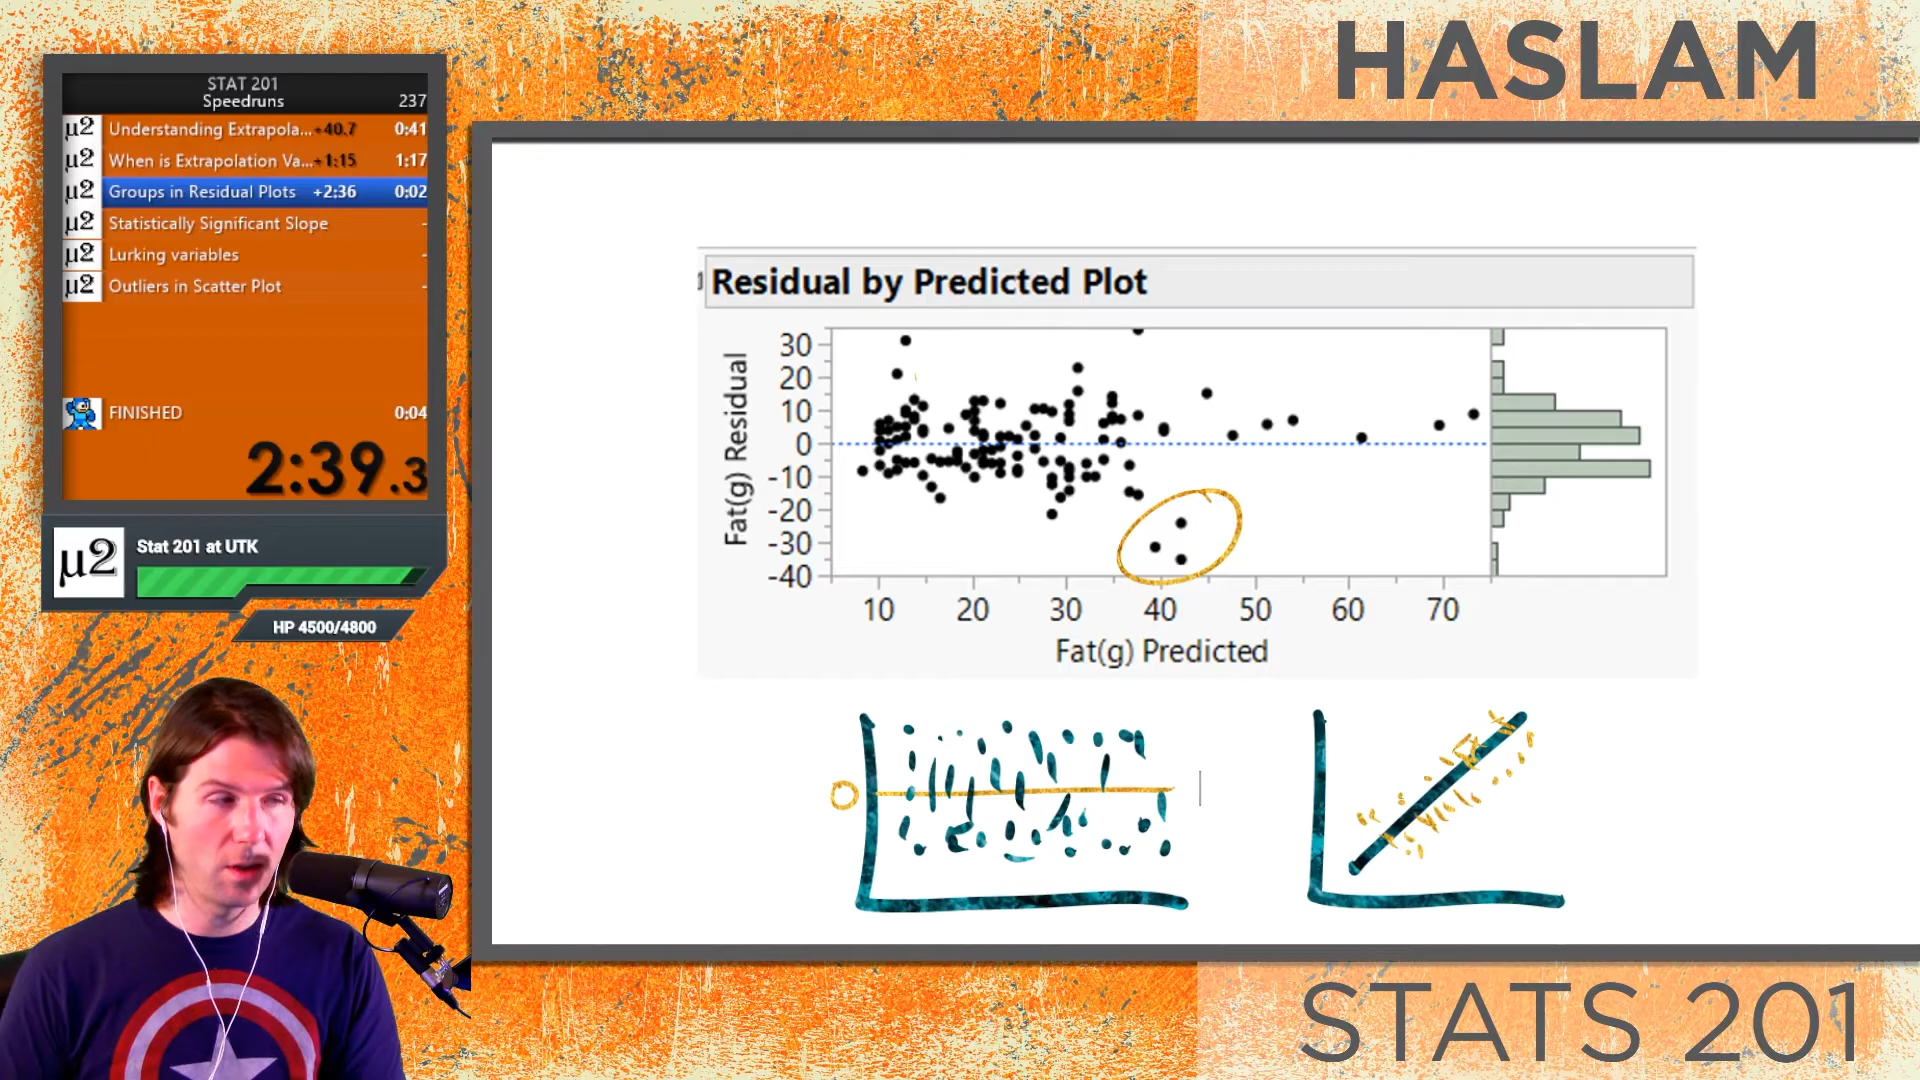 HASLAM
STAT 201
Speedruns 237
μ2 Understanding Extrapola... +40.7 0:41
μ2 When is Extrapolation Va... +1:15 1:17
μ2 Groups in Residual Plots +2:36 0:02
μ2 Statistically Significant Slope -
μ2 Lurking variables -
μ2 Outliers in Scatter Plot -
FINISHED 0:04
2:39.3
μ2 Stat 201 at UTK
HP 4500/4800
Residual by Predicted Plot
Fat(g) Residual
30
20
10
0
-10
-20
-30
-40
10 20 30 40 50 60 70
Fat(g) Predicted
0
STATS 201